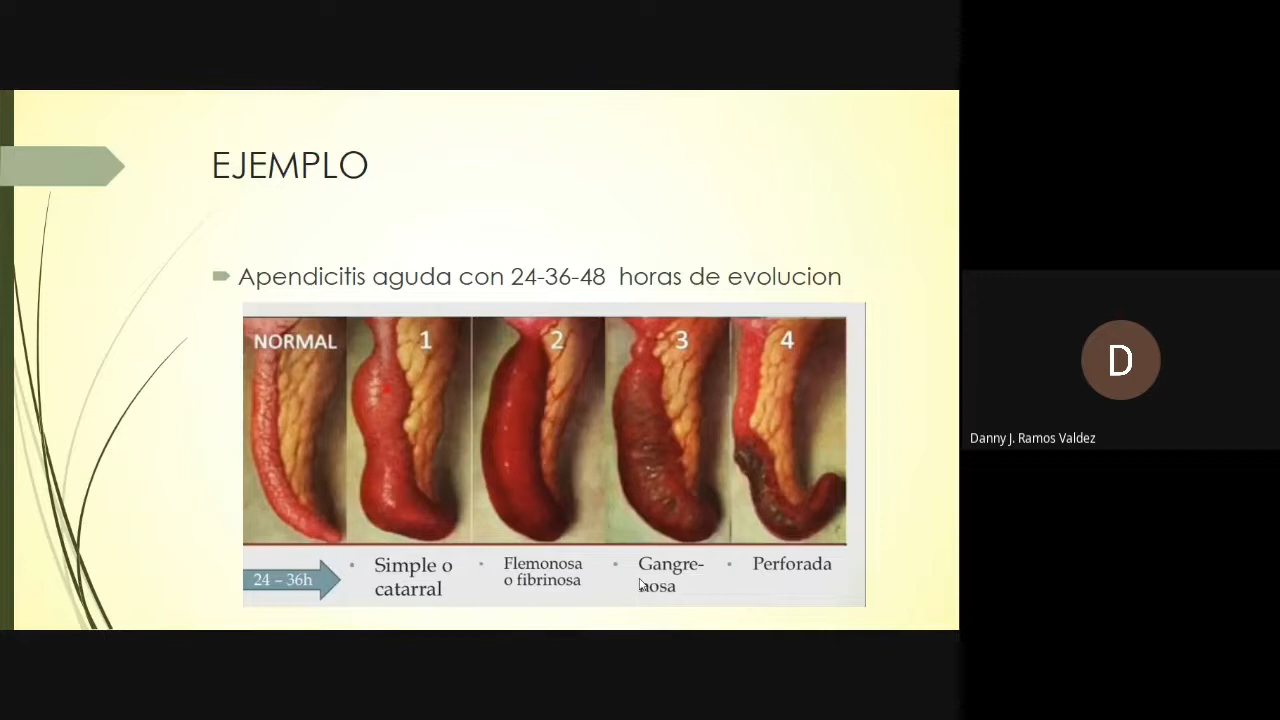 EJEMPLO
Apendicitis aguda con 24-36-48 horas de evolucion
NORMAL
1
2
3
4
24 – 36h
• Simple o
catarral
• Flemonosa
o fibrinosa
• Gangre-
nosa
• Perforada
D
Danny J. Ramos Valdez